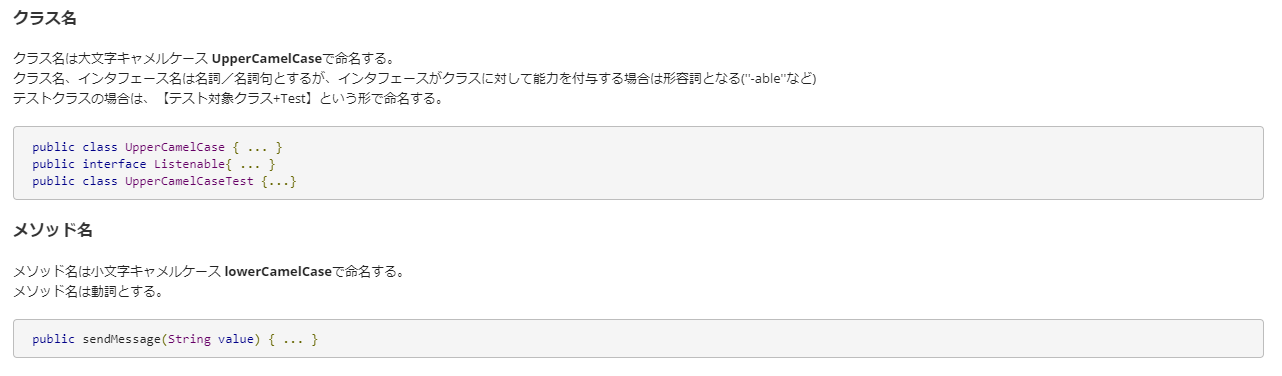 クラス名
クラス名は大文字キャメルケース UpperCamelCaseで命名する。
クラス名、インタフェース名は名詞／名詞句とするが、インタフェースがクラスに対して能力を付与する場合は形容詞となる("-able"など)
テストクラスの場合は、【テスト対象クラス+Test】という形で命名する。
public class UpperCamelCase { ... }
public interface Listenable{ ... }
public class UpperCamelCaseTest {...}
メソッド名
メソッド名は小文字キャメルケース lowerCamelCaseで命名する。
メソッド名は動詞とする。
public sendMessage(String value) { ... }